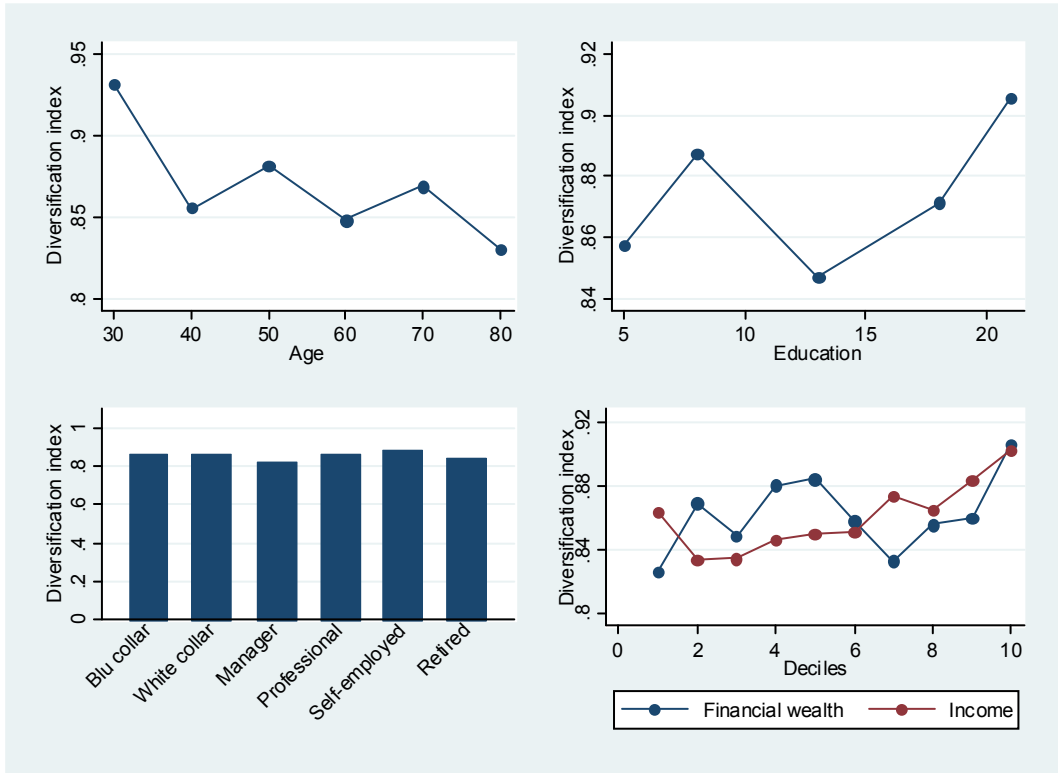 Diversification index
.8 .85 .9 .95
30 40 50 60 70 80
Age
Diversification index
.84 .86 .88 .9 .92
5 10 15 20
Education
Diversification index
0 .2 .4 .6 .8 1
Blu collar
White collar
Manager
Professional
Self-employed
Retired
Diversification index
.8 .84 .88 .92
0 2 4 6 8 10
Deciles
Financial wealth Income